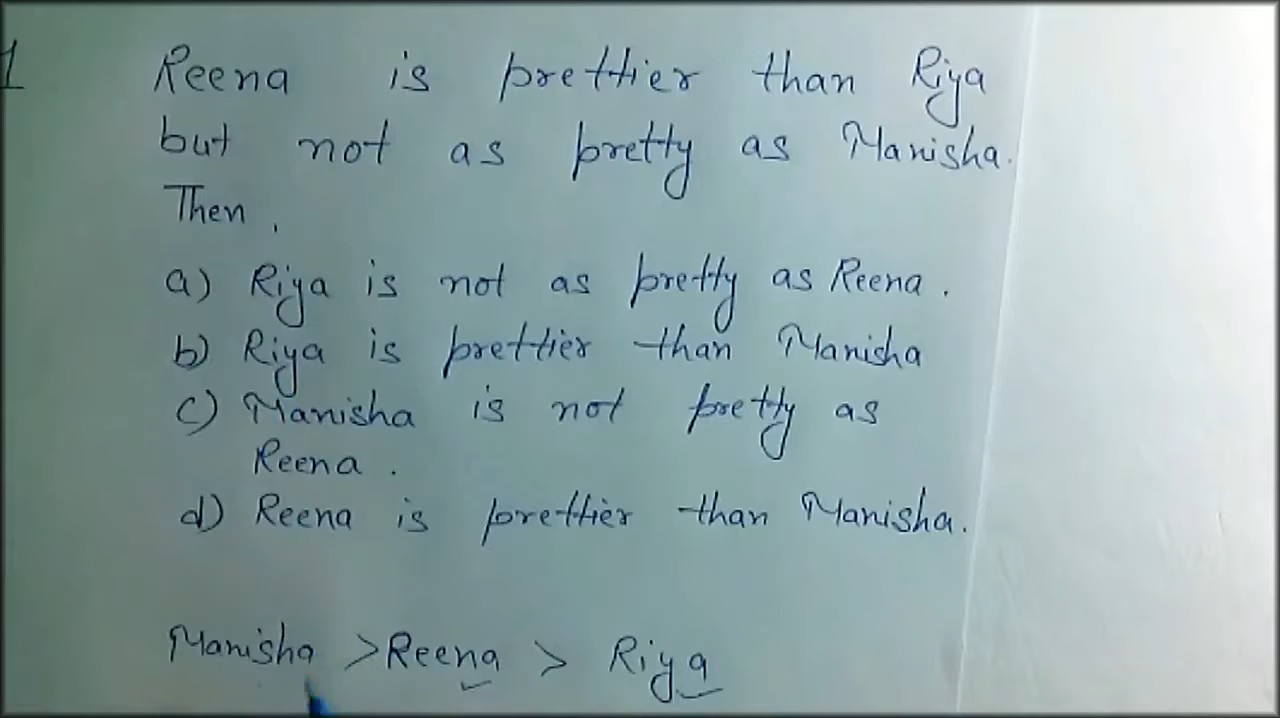 1 Reena is prettier than Riya
but not as pretty as Manisha.
Then,
a) Riya is not as pretty as Reena.
b) Riya is prettier than Manisha
c) Manisha is not pretty as
Reena.
d) Reena is prettier than Manisha.
Manisha > Reena > Riya